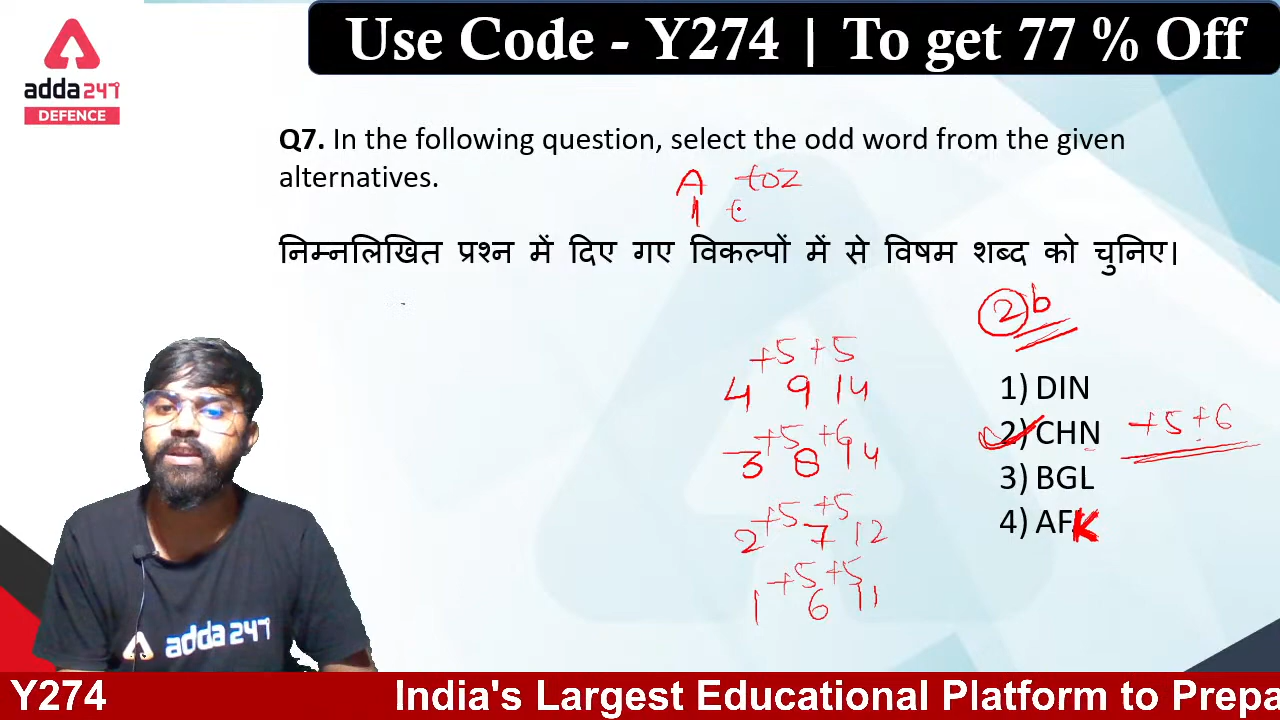 Use Code - Y274 | To get 77 % Off
adda247
DEFENCE
Q7. In the following question, select the odd word from the given
alternatives.
A to Z
1 t
निम्नलिखित प्रश्न में दिए गए विकल्पों में से विषम शब्द को चुनिए।
2 b
+5 +5
4 9 14
+5 +6
3 8 14
+5 +5
2 7 12
+5 +5
1 6 11
1) DIN
2) CHN +5 +6
3) BGL
4) AFK
adda247
Y274 India's Largest Educational Platform to Prepa